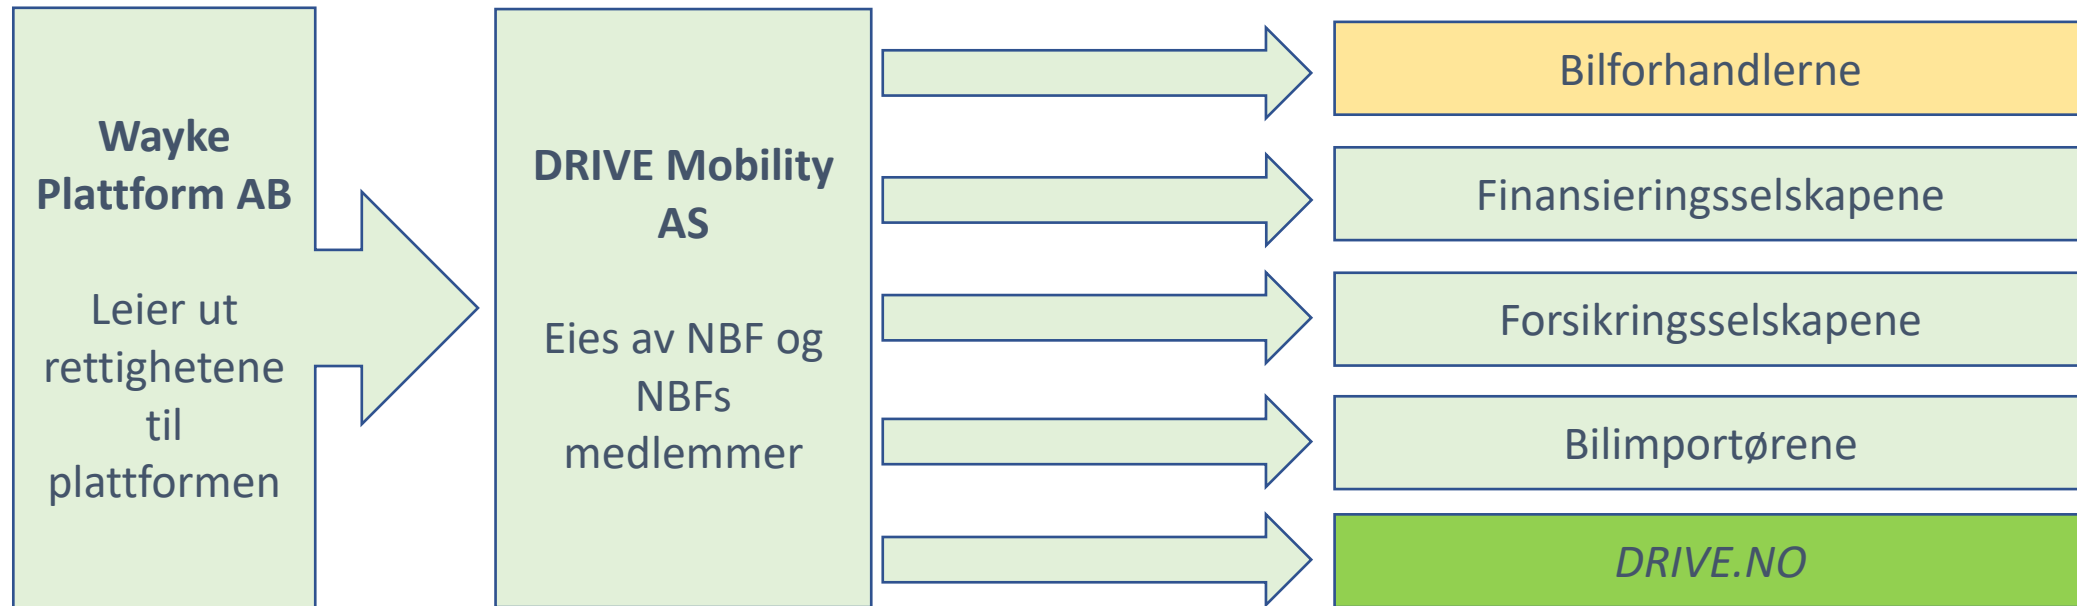 Wayke
Plattform AB
Leier ut
rettighetene
til
plattformen
DRIVE Mobility
AS
Eies av NBF og
NBFs
medlemmer
Bilforhandlerne
Finansieringsselskapene
Forsikringsselskapene
Bilimportørene
DRIVE.NO